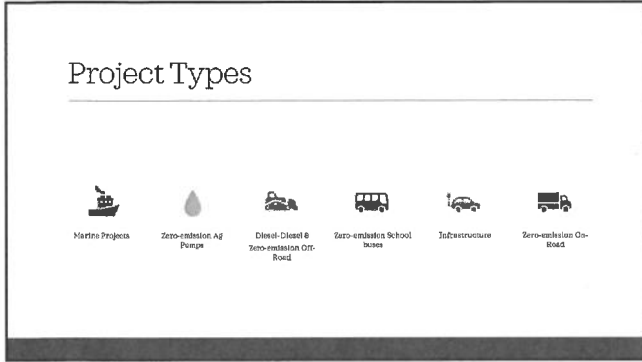 Project Types
Marine Projects
Zero-emission Ag
Pumps
Diesel-Diesel &
Zero-emission Off-
Road
Zero-emission School
buses
Infrastructure
Zero-emission On-
Road